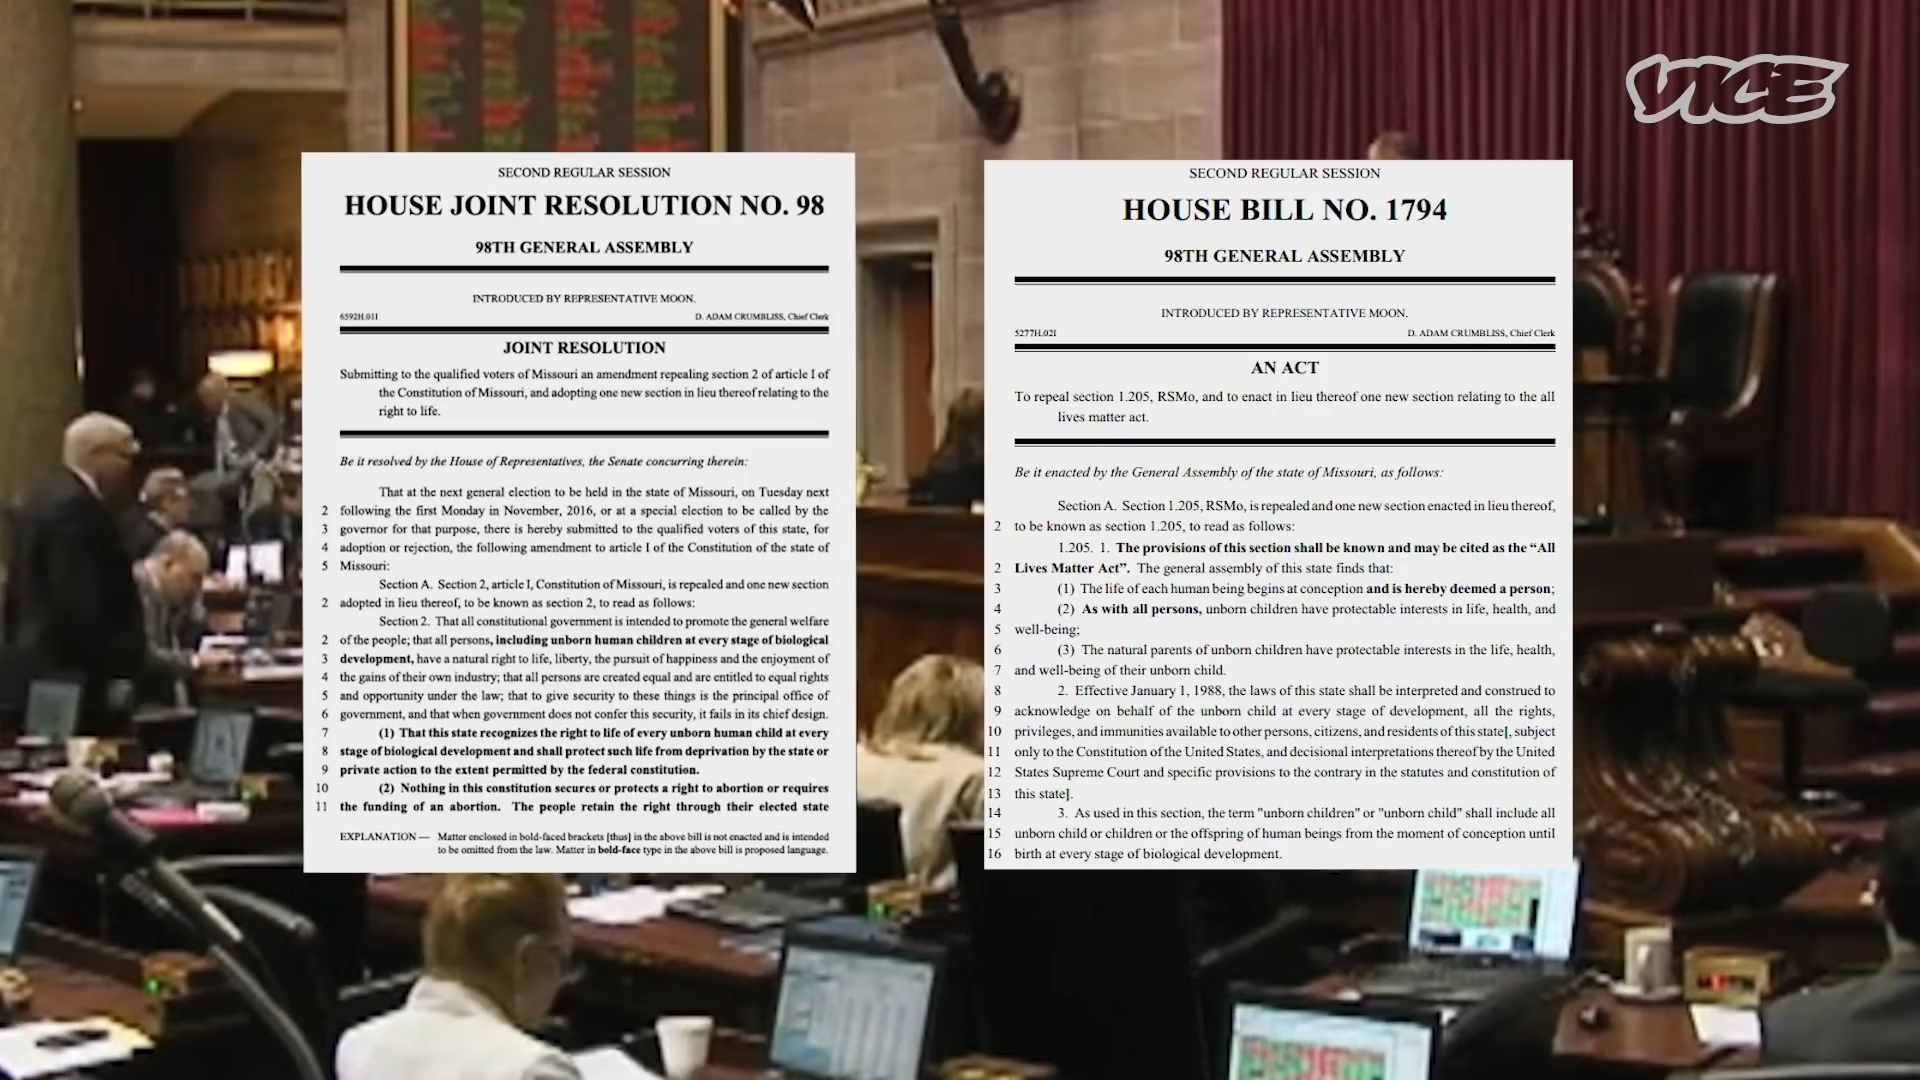 VICE
SECOND REGULAR SESSION
HOUSE JOINT RESOLUTION NO. 98
98TH GENERAL ASSEMBLY
INTRODUCED BY REPRESENTATIVE MOON.
6592H.01I D. ADAM CRUMBLISS, Chief Clerk
JOINT RESOLUTION
Submitting to the qualified voters of Missouri an amendment repealing section 2 of article I of
the Constitution of Missouri, and adopting one new section in lieu thereof relating to the
right to life.
Be it resolved by the House of Representatives, the Senate concurring therein:
That at the next general election to be held in the state of Missouri, on Tuesday next
2 following the first Monday in November, 2016, or at a special election to be called by the
3 governor for that purpose, there is hereby submitted to the qualified voters of this state, for
4 adoption or rejection, the following amendment to article I of the Constitution of the state of
5 Missouri:
Section A. Section 2, article I, Constitution of Missouri, is repealed and one new section
2 adopted in lieu thereof, to be known as section 2, to read as follows:
Section 2. That all constitutional government is intended to promote the general welfare
2 of the people; that all persons, including unborn human children at every stage of biological
3 development, have a natural right to life, liberty, the pursuit of happiness and the enjoyment of
4 the gains of their own industry; that all persons are created equal and are entitled to equal rights
5 and opportunity under the law; that to give security to these things is the principal office of
6 government, and that when government does not confer this security, it fails in its chief design.
7 (1) That this state recognizes the right to life of every unborn human child at every
8 stage of biological development and shall protect such life from deprivation by the state or
9 private action to the extent permitted by the federal constitution.
10 (2) Nothing in this constitution secures or protects a right to abortion or requires
11 the funding of an abortion. The people retain the right through their elected state
EXPLANATION — Matter enclosed in bold-faced brackets [thus] in the above bill is not enacted and is intended
to be omitted from the law. Matter in bold-face type in the above bill is proposed language.
SECOND REGULAR SESSION
HOUSE BILL NO. 1794
98TH GENERAL ASSEMBLY
INTRODUCED BY REPRESENTATIVE MOON.
5277H.02I D. ADAM CRUMBLISS, Chief Clerk
AN ACT
To repeal section 1.205, RSMo, and to enact in lieu thereof one new section relating to the all
lives matter act.
Be it enacted by the General Assembly of the state of Missouri, as follows:
Section A. Section 1.205, RSMo, is repealed and one new section enacted in lieu thereof,
2 to be known as section 1.205, to read as follows:
1.205. 1. The provisions of this section shall be known and may be cited as the “All
2 Lives Matter Act”. The general assembly of this state finds that:
3 (1) The life of each human being begins at conception and is hereby deemed a person;
4 (2) As with all persons, unborn children have protectable interests in life, health, and
5 well-being;
6 (3) The natural parents of unborn children have protectable interests in the life, health,
7 and well-being of their unborn child.
8 2. Effective January 1, 1988, the laws of this state shall be interpreted and construed to
9 acknowledge on behalf of the unborn child at every stage of development, all the rights,
10 privileges, and immunities available to other persons, citizens, and residents of this state[, subject
11 only to the Constitution of the United States, and decisional interpretations thereof by the United
12 States Supreme Court and specific provisions to the contrary in the statutes and constitution of
13 this state].
14 3. As used in this section, the term "unborn children" or "unborn child" shall include all
15 unborn child or children or the offspring of human beings from the moment of conception until
16 birth at every stage of biological development.